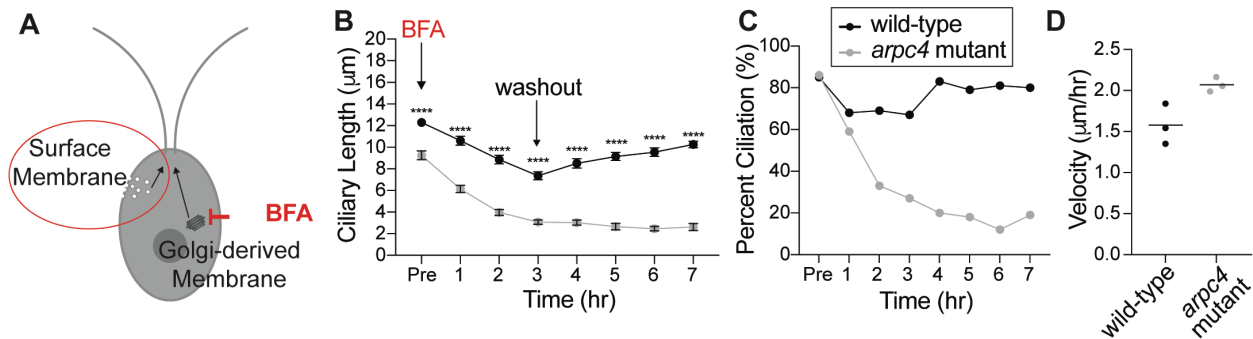 A
Surface
Membrane
BFA
Golgi-derived
Membrane
B
BFA
washout
Ciliary Length (μm)
20
18
16
14
12
10
8
6
4
2
0
**** **** **** **** **** **** **** ****
Pre 1 2 3 4 5 6 7
Time (hr)
C
wild-type
arpc4 mutant
Percent Ciliation (%)
100
80
60
40
20
0
Pre 1 2 3 4 5 6 7
Time (hr)
D
Velocity (μm/hr)
2.5
2.0
1.5
1.0
0.5
0.0
wild-type
arpc4
mutant